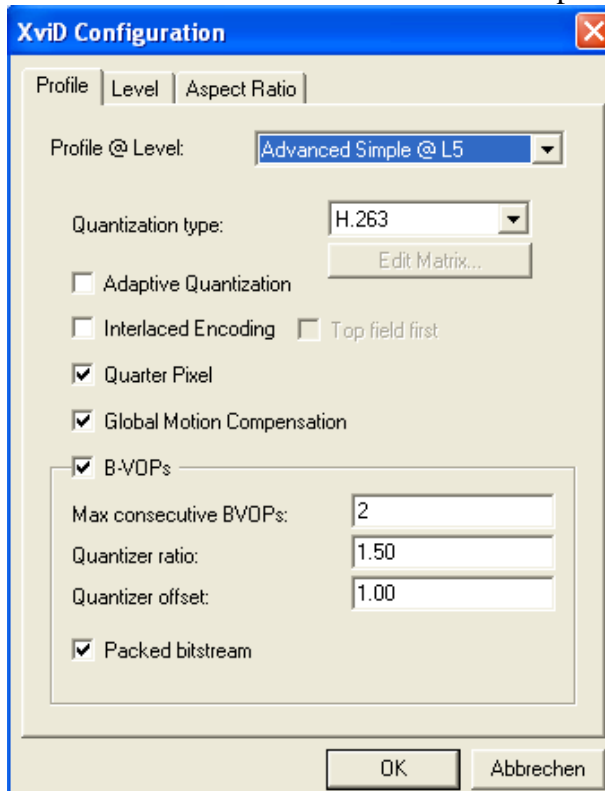 XviD Configuration
Profile Level Aspect Ratio
Profile @ Level: Advanced Simple @ L5
Quantization type: H.263
Edit Matrix...
Adaptive Quantization
Interlaced Encoding Top field first
Quarter Pixel
Global Motion Compensation
B-VOPs
Max consecutive BVOPs: 2
Quantizer ratio: 1.50
Quantizer offset: 1.00
Packed bitstream
OK Abbrechen